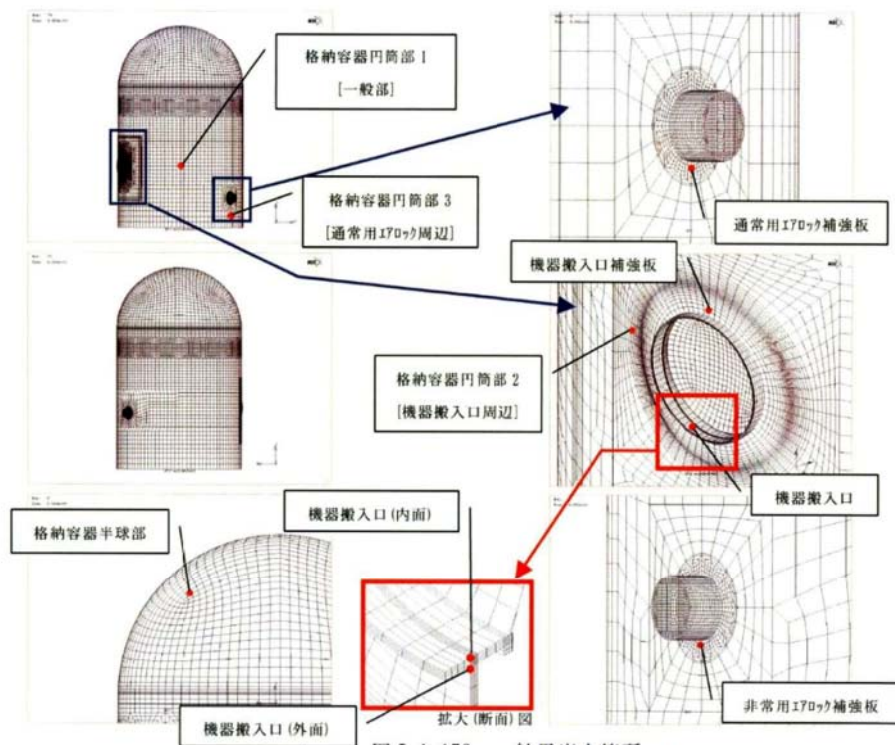 格納容器円筒部1
[一般部]
格納容器円筒部3
[通常用エアロック周辺]
通常用エアロック補強板
機器搬入口補強板
格納容器円筒部2
[機器搬入口周辺]
機器搬入口
機器搬入口(内面)
格納容器半球部
拡大(断面)図
機器搬入口(外面)
非常用エアロック補強板